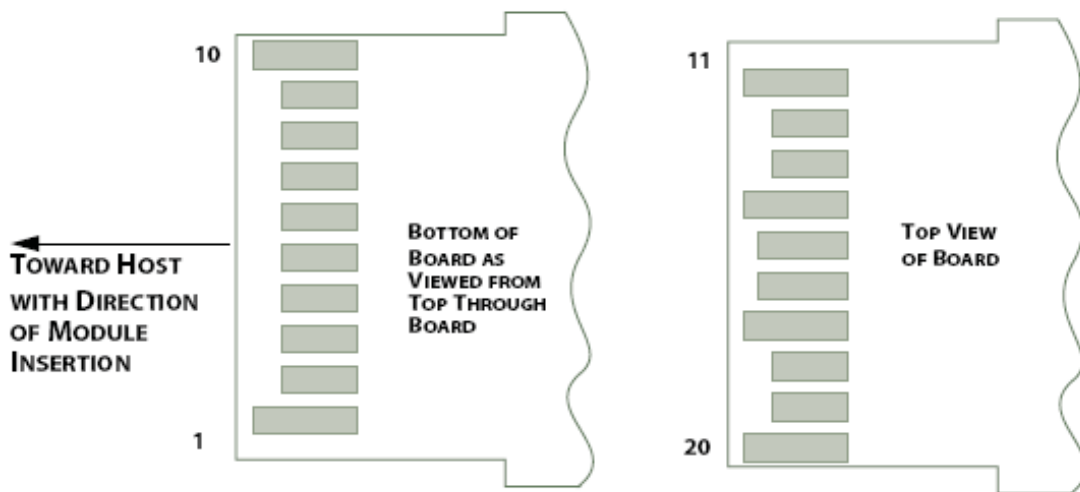 10
BOTTOM OF
BOARD AS
VIEWED FROM
TOP THROUGH
BOARD
TOWARD HOST
WITH DIRECTION
OF MODULE
INSERTION
1
11
TOP VIEW
OF BOARD
20